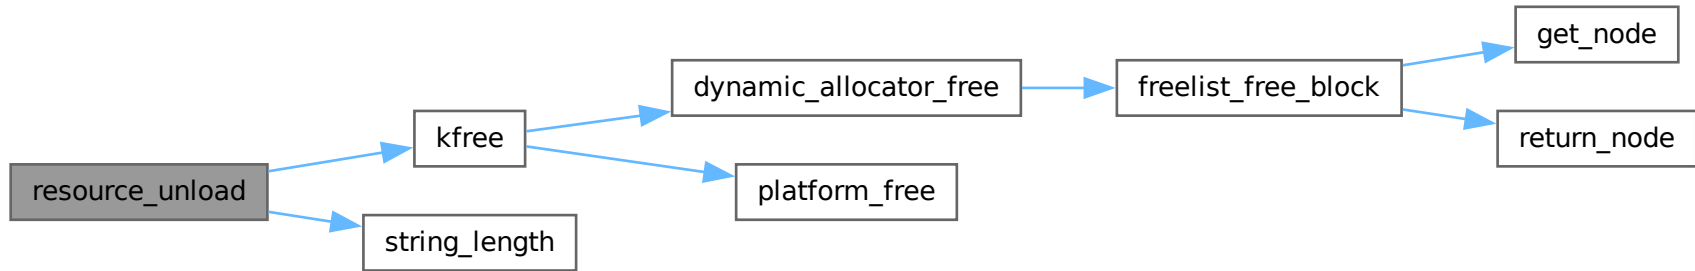 resource_unload
kfree
string_length
dynamic_allocator_free
platform_free
freelist_free_block
get_node
return_node